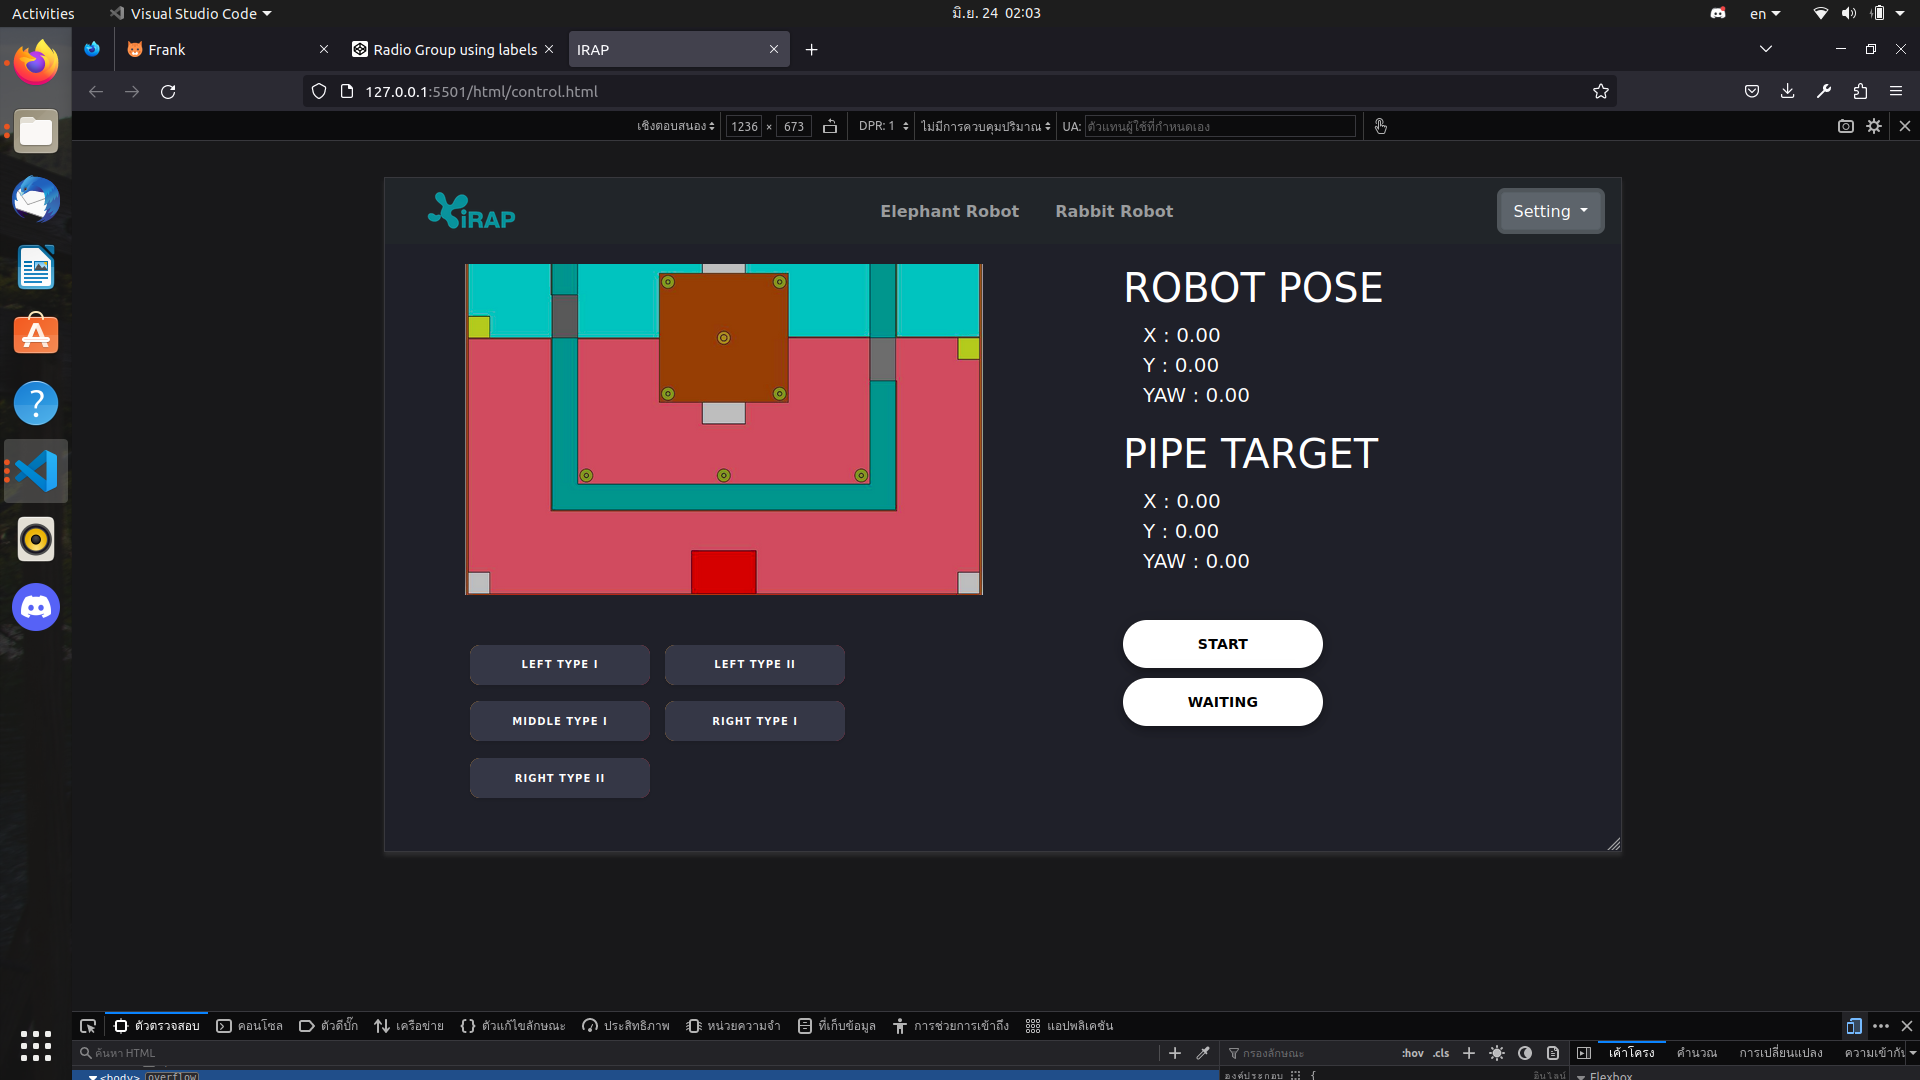 Activities
Visual Studio Code
มิ.ย. 24 02:03
en
Frank
Radio Group using labels
IRAP
127.0.0.1:5501/html/control.html
เชิงตอบสนอง
1236 × 673
DPR: 1
ไม่มีการควบคุมปริมาณ
UA: ตัวแทนผู้ใช้ที่กำหนดเอง
iRAP
Elephant Robot
Rabbit Robot
Setting
ROBOT POSE
X : 0.00
Y : 0.00
YAW : 0.00
PIPE TARGET
X : 0.00
Y : 0.00
YAW : 0.00
START
WAITING
LEFT TYPE I
LEFT TYPE II
MIDDLE TYPE I
RIGHT TYPE I
RIGHT TYPE II
ตัวตรวจสอบ
คอนโซล
ตัวดีบั๊ก
เครือข่าย
ตัวแก้ไขลักษณะ
ประสิทธิภาพ
หน่วยความจำ
ที่เก็บข้อมูล
การช่วยการเข้าถึง
แอปพลิเคชัน
ค้นหา HTML
กรองลักษณะ
:hov .cls
เค้าโครง
คำนวณ
การเปลี่ยนแปลง
<body> overflow
องค์ประกอบ {
อินไลน์
Flexbox